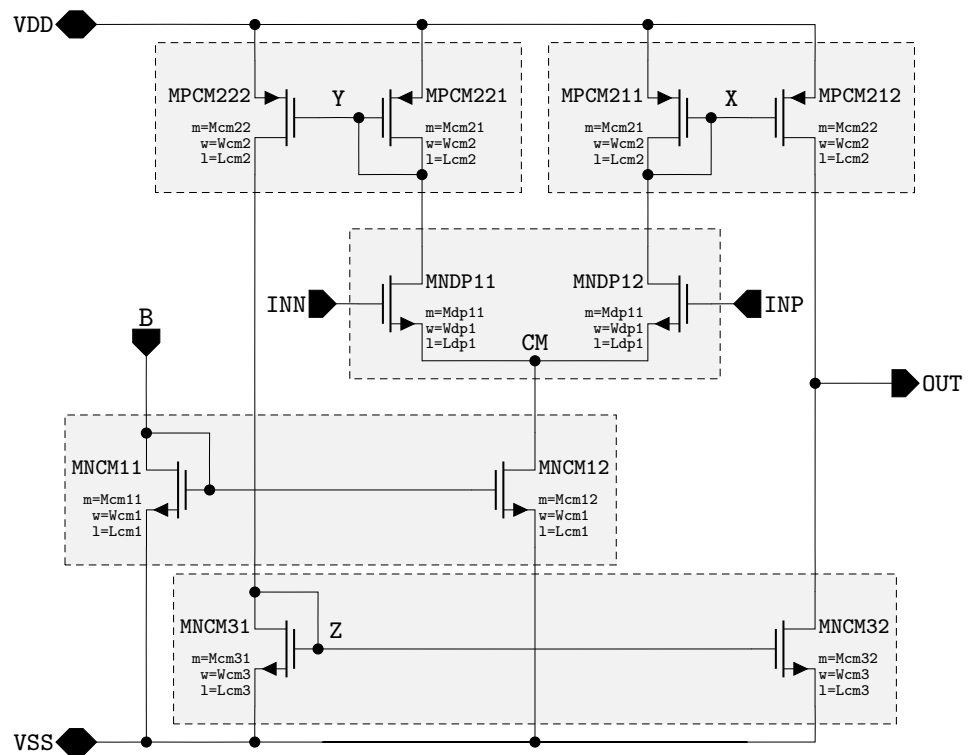 VDD
MPCM222
m=Mcm22
w=Wcm2
l=Lcm2
Y
MPCM221
m=Mcm21
w=Wcm2
l=Lcm2
MPCM211
m=Mcm21
w=Wcm2
l=Lcm2
X
MPCM212
m=Mcm22
w=Wcm2
l=Lcm2
INN
MNDP11
m=Mdp11
w=Wdp1
l=Ldp1
MNDP12
m=Mdp11
w=Wdp1
l=Ldp1
INP
CM
B
OUT
MNCM11
m=Mcm11
w=Wcm1
l=Lcm1
MNCM12
m=Mcm12
w=Wcm1
l=Lcm1
MNCM31
m=Mcm31
w=Wcm3
l=Lcm3
Z
MNCM32
m=Mcm32
w=Wcm3
l=Lcm3
VSS